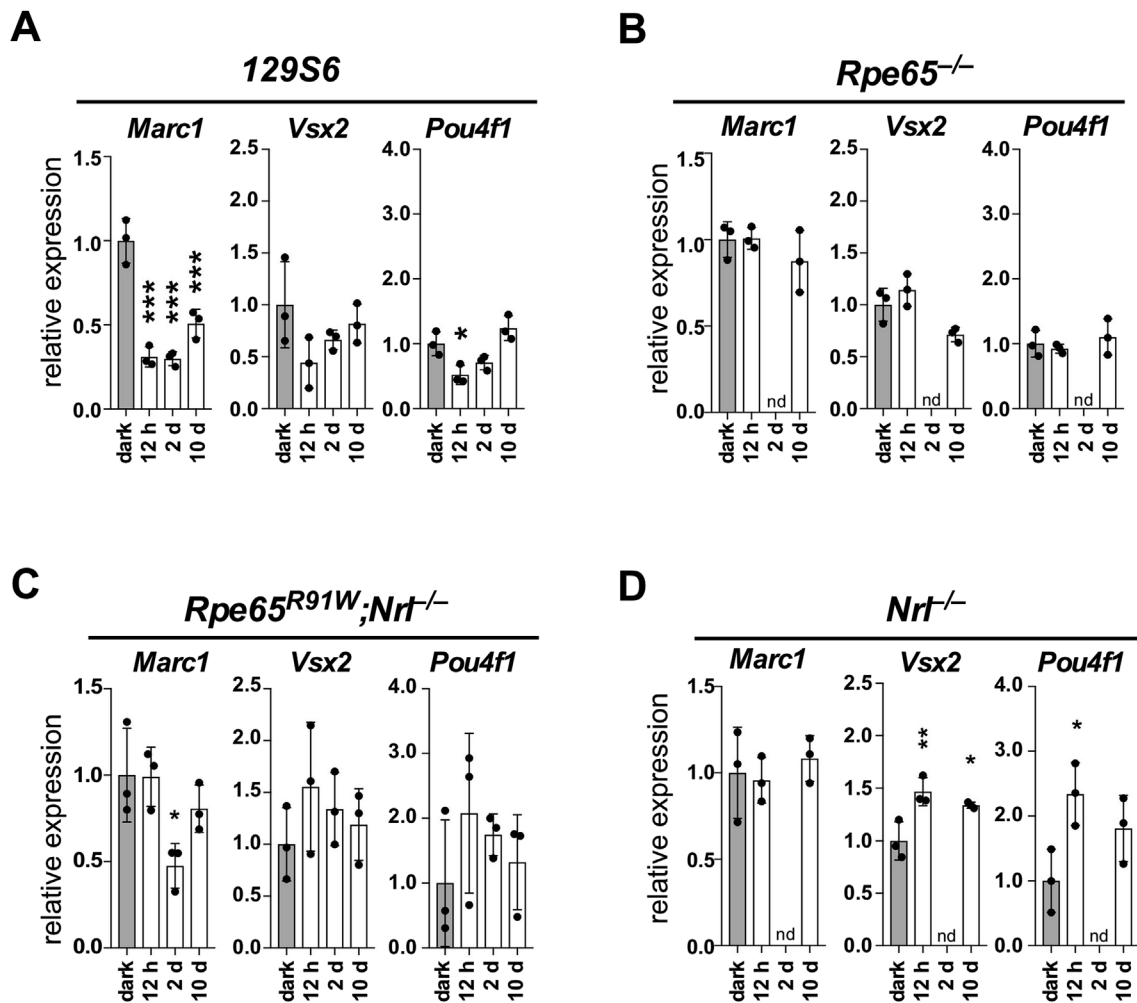 A
129S6
Marc1 Vsx2 Pou4f1
relative expression
1.5
1.0
0.5
0.0
*** *** ***
dark 12 h 2 d 10 d
2.5
2.0
1.5
1.0
0.5
0.0
dark 12 h 2 d 10 d
4.0
3.0
2.0
1.0
0.0
*
dark 12 h 2 d 10 d
B
Rpe65–/–
Marc1 Vsx2 Pou4f1
relative expression
1.5
1.0
0.5
0.0
nd
dark 12 h 2 d 10 d
2.5
2.0
1.5
1.0
0.5
0.0
nd
dark 12 h 2 d 10 d
4.0
3.0
2.0
1.0
0.0
nd
dark 12 h 2 d 10 d
C
Rpe65R91W;Nrl–/–
Marc1 Vsx2 Pou4f1
relative expression
1.5
1.0
0.5
0.0
*
dark 12 h 2 d 10 d
2.5
2.0
1.5
1.0
0.5
0.0
dark 12 h 2 d 10 d
4.0
3.0
2.0
1.0
0.0
dark 12 h 2 d 10 d
D
Nrl–/–
Marc1 Vsx2 Pou4f1
relative expression
1.5
1.0
0.5
0.0
nd
dark 12 h 2 d 10 d
2.5
2.0
1.5
1.0
0.5
0.0
** *
nd
dark 12 h 2 d 10 d
4.0
3.0
2.0
1.0
0.0
*
nd
dark 12 h 2 d 10 d